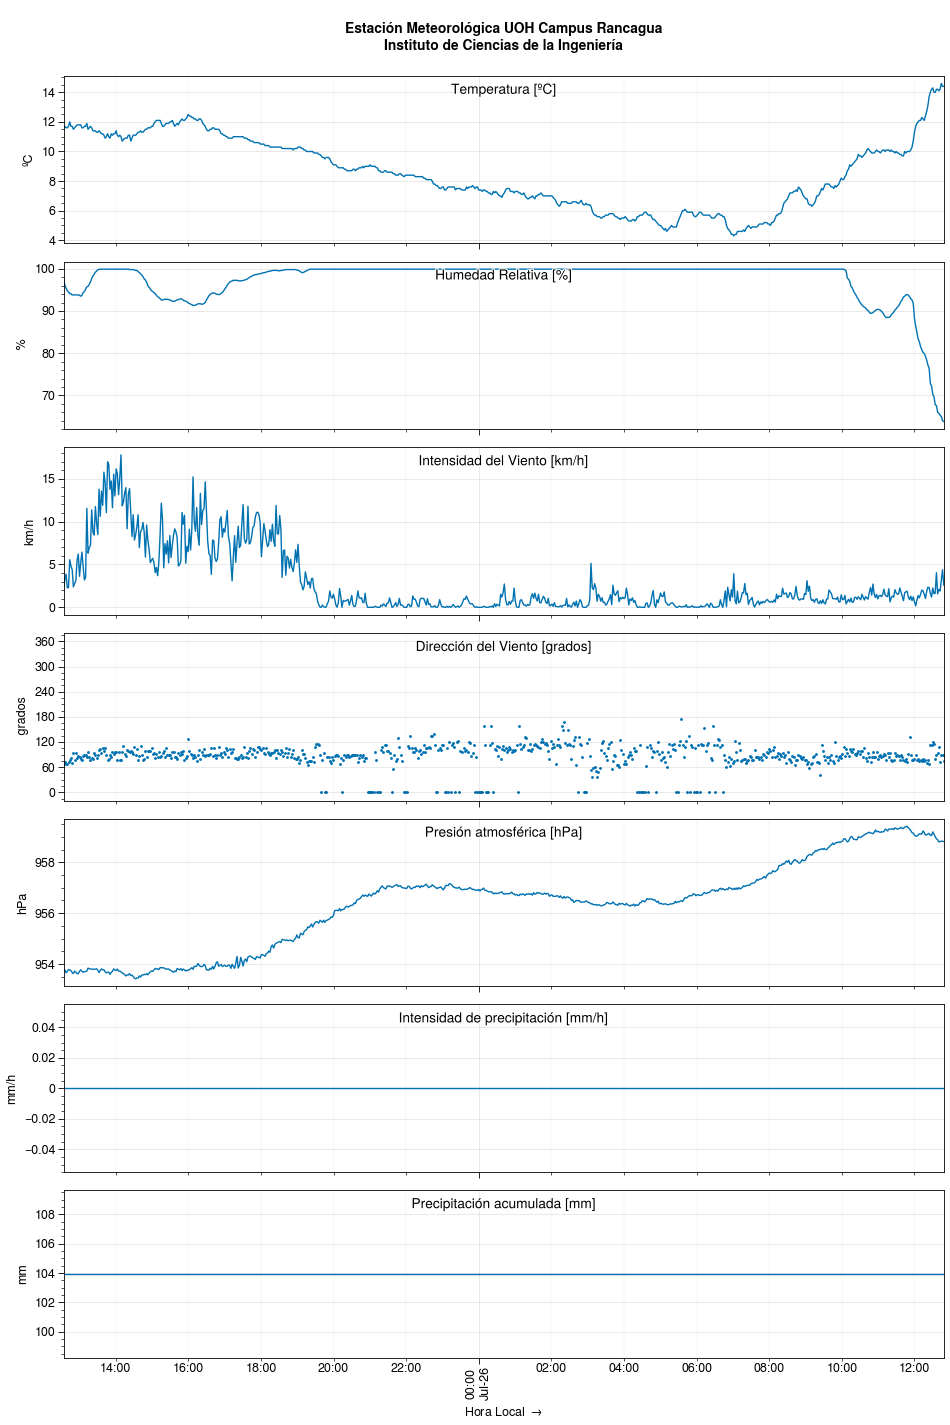 Estación Meteorológica UOH Campus Rancagua
Instituto de Ciencias de la Ingeniería
Temperatura [ºC]
ºC
14
12
10
8
6
4
Humedad Relativa [%]
%
100
90
80
70
Intensidad del Viento [km/h]
km/h
15
10
5
0
Dirección del Viento [grados]
grados
360
300
240
180
120
60
0
Presión atmosférica [hPa]
hPa
958
956
954
Intensidad de precipitación [mm/h]
mm/h
0.04
0.02
0
−0.02
−0.04
Precipitación acumulada [mm]
mm
108
106
104
102
100
14:00 16:00 18:00 20:00 22:00 00:00 02:00 04:00 06:00 08:00 10:00 12:00
Jul-26
Hora Local →